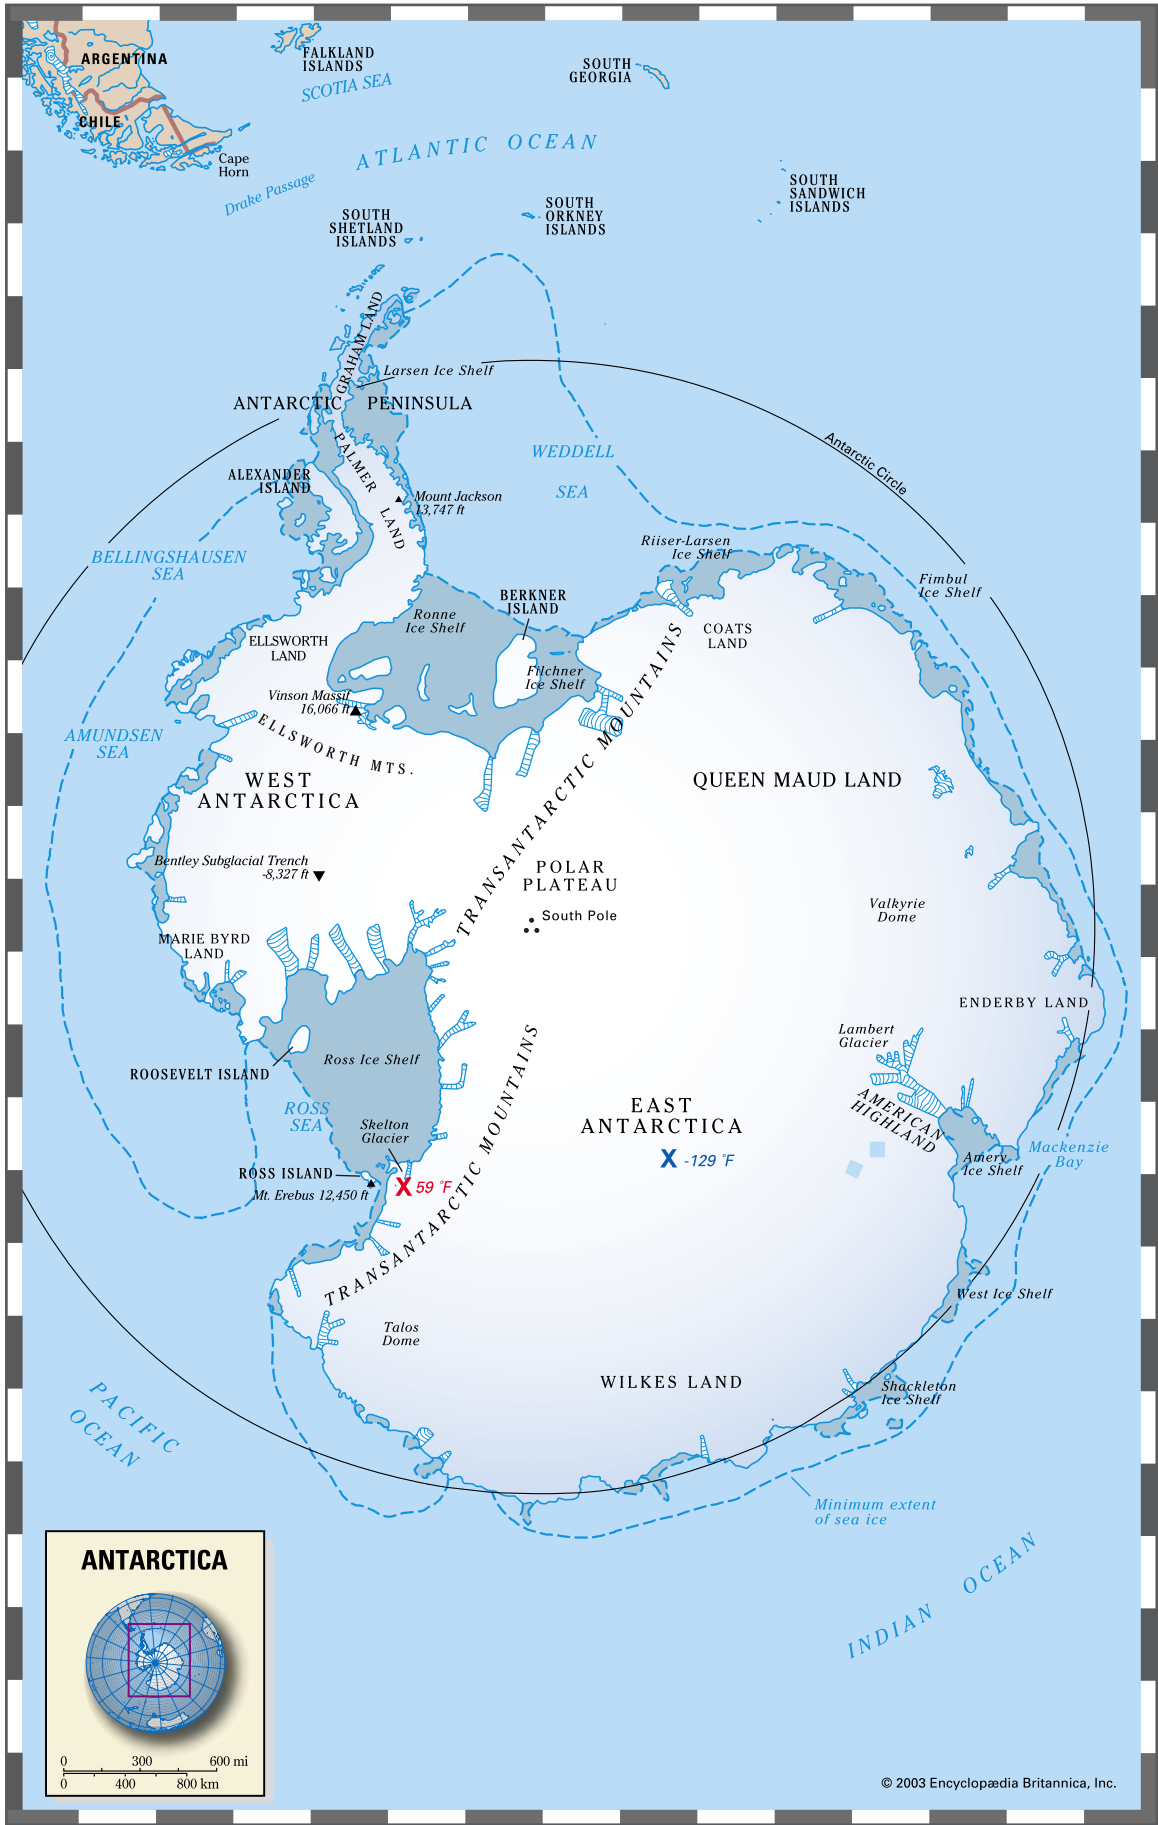 ARGENTINA
CHILE
Cape
Horn
FALKLAND
ISLANDS
SCOTIA SEA
SOUTH
GEORGIA
ATLANTIC OCEAN
Drake Passage
SOUTH
SHETLAND
ISLANDS
SOUTH
ORKNEY
ISLANDS
SOUTH
SANDWICH
ISLANDS
GRAHAM LAND
Larsen Ice Shelf
ANTARCTIC PENINSULA
PALMER LAND
WEDDELL
SEA
Antarctic Circle
ALEXANDER
ISLAND
Mount Jackson
13,747 ft
BELLINGSHAUSEN
SEA
Riiser-Larsen
Ice Shelf
Fimbul
Ice Shelf
BERKNER
ISLAND
Ronne
Ice Shelf
COATS
LAND
ELLSWORTH
LAND
Filchner
Ice Shelf
Vinson Massif
16,066 ft
ELLSWORTH MTS.
AMUNDSEN
SEA
WEST
ANTARCTICA
TRANSANTARCTIC MOUNTAINS
QUEEN MAUD LAND
Bentley Subglacial Trench
-8,327 ft
POLAR
PLATEAU
South Pole
Valkyrie
Dome
MARIE BYRD
LAND
ENDERBY LAND
Lambert
Glacier
ROOSEVELT ISLAND
Ross Ice Shelf
ROSS
SEA
Skelton
Glacier
EAST
ANTARCTICA
X -129 °F
AMERICAN
HIGHLAND
Mackenzie
Bay
Amery
Ice Shelf
ROSS ISLAND
Mt. Erebus 12,450 ft
X 59 °F
TRANSANTARCTIC MOUNTAINS
West Ice Shelf
Talos
Dome
WILKES LAND
Shackleton
Ice Shelf
PACIFIC
OCEAN
Minimum extent
of sea ice
INDIAN OCEAN
ANTARCTICA
0 300 600 mi
0 400 800 km
© 2003 Encyclopædia Britannica, Inc.